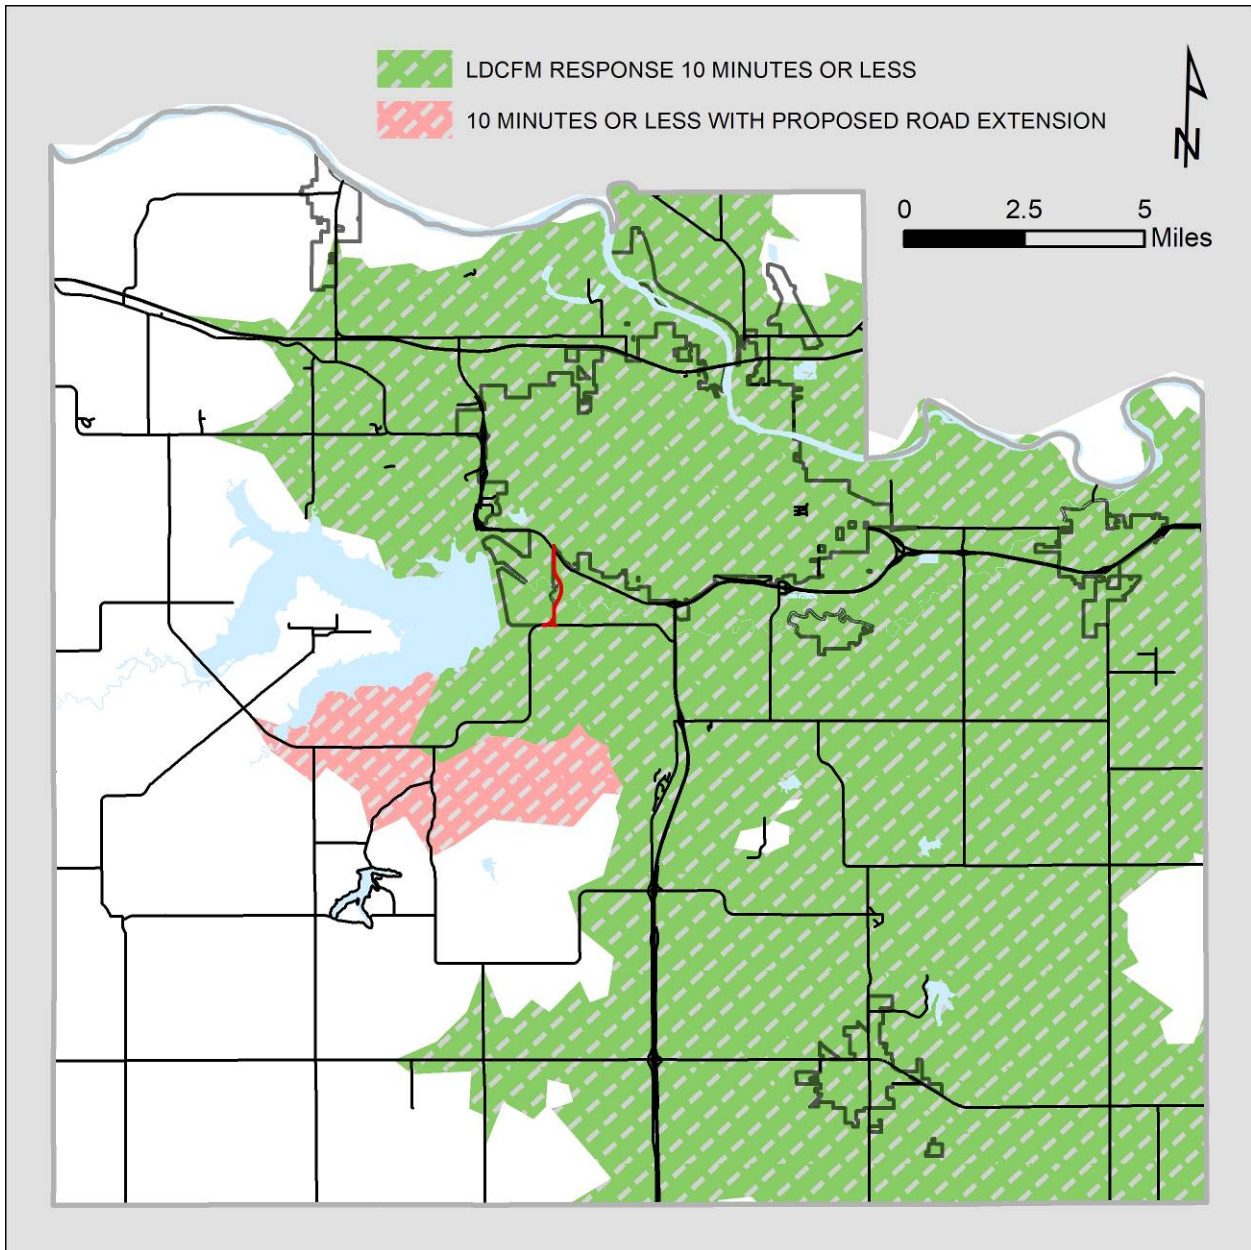 LDCFM RESPONSE 10 MINUTES OR LESS
10 MINUTES OR LESS WITH PROPOSED ROAD EXTENSION
N
0 2.5 5
Miles